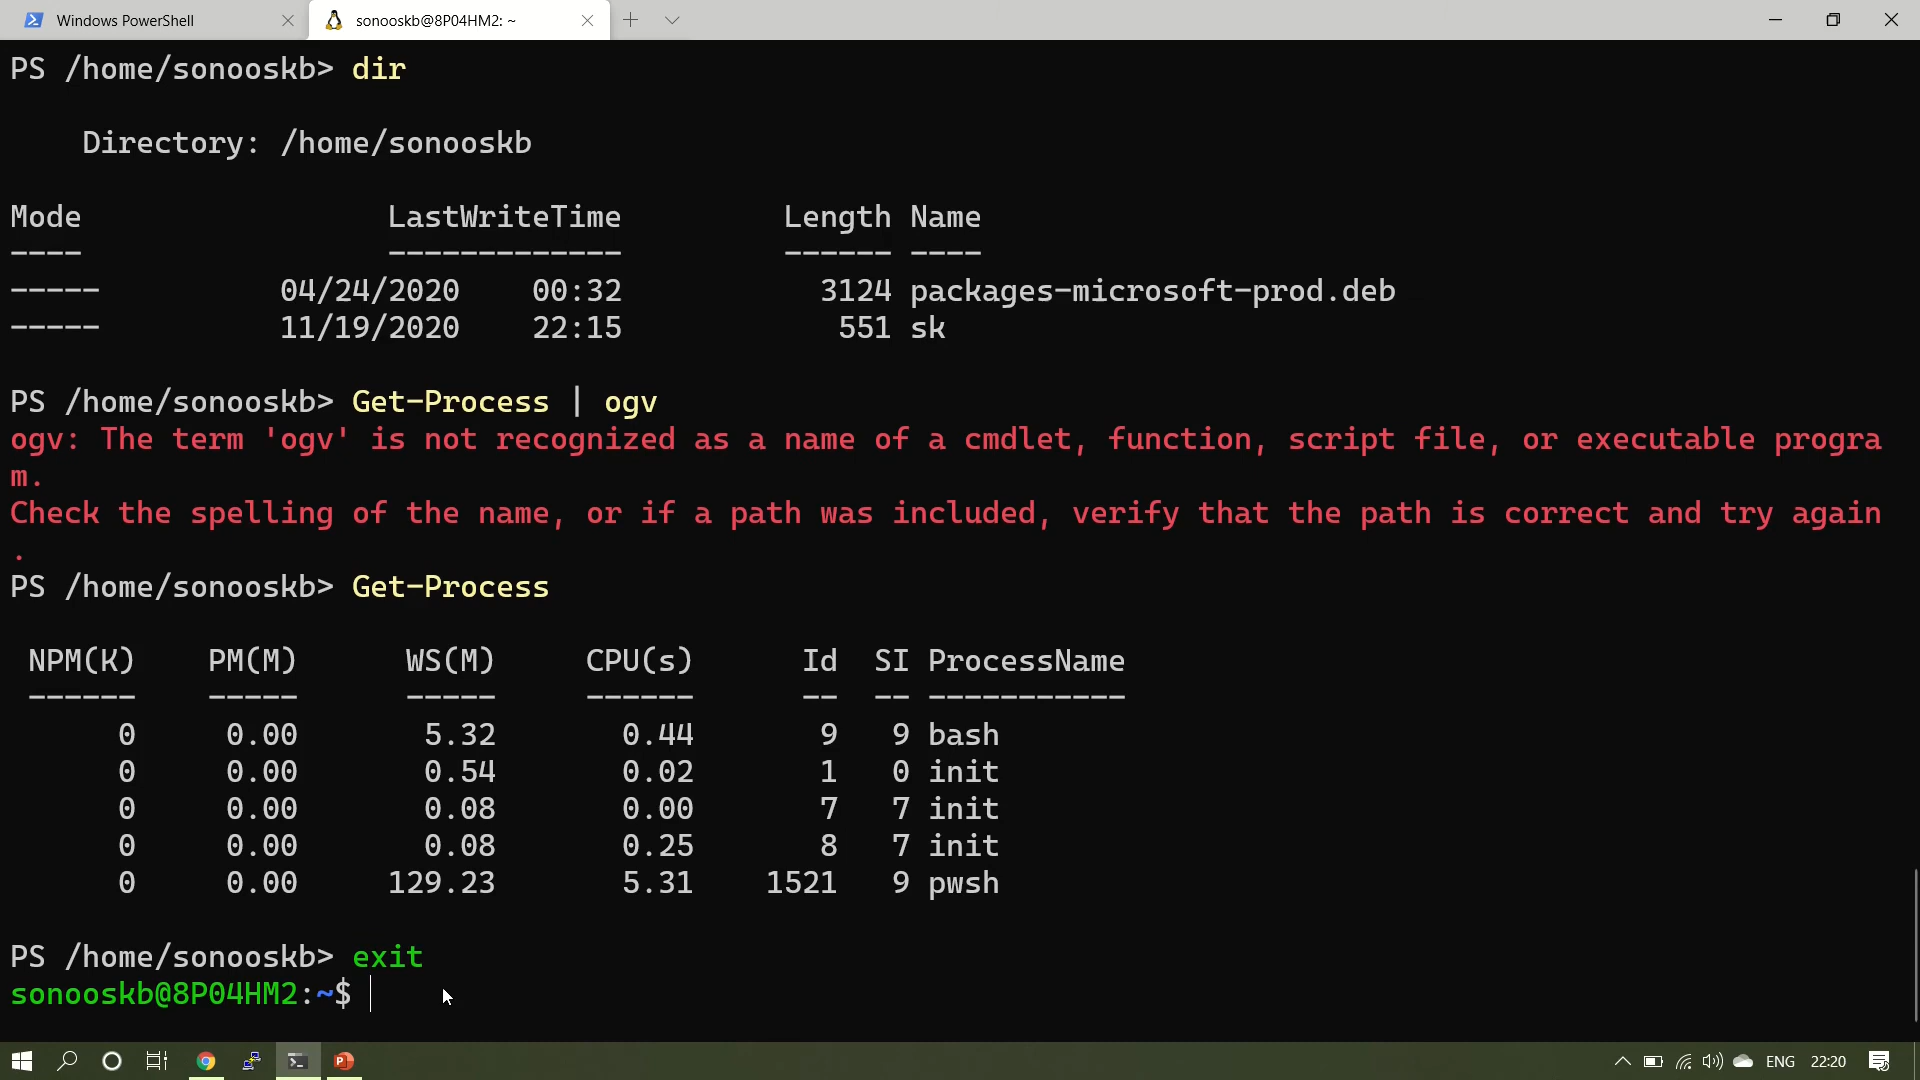 Windows PowerShell
sonooskb@8P04HM2: ~
PS /home/sonooskb> dir
Directory: /home/sonooskb
Mode LastWriteTime Length Name
---- ------------- ------ ----
----- 04/24/2020 00:32 3124 packages-microsoft-prod.deb
----- 11/19/2020 22:15 551 sk
PS /home/sonooskb> Get-Process | ogv
ogv: The term 'ogv' is not recognized as a name of a cmdlet, function, script file, or executable progra
m.
Check the spelling of the name, or if a path was included, verify that the path is correct and try again
.
PS /home/sonooskb> Get-Process
NPM(K) PM(M) WS(M) CPU(s) Id SI ProcessName
------ ----- ----- ------ -- -- -----------
0 0.00 5.32 0.44 9 9 bash
0 0.00 0.54 0.02 1 0 init
0 0.00 0.08 0.00 7 7 init
0 0.00 0.08 0.25 8 7 init
0 0.00 129.23 5.31 1521 9 pwsh
PS /home/sonooskb> exit
sonooskb@8P04HM2:~$
ENG 22:20